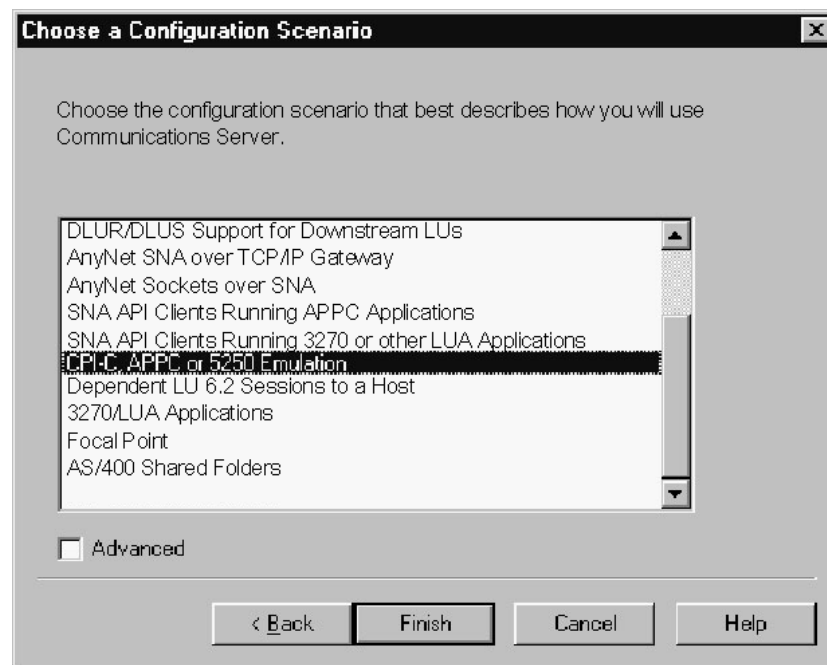 Choose a Configuration Scenario
Choose the configuration scenario that best describes how you will use
Communications Server.
DLUR/DLUS Support for Downstream LUs
AnyNet SNA over TCP/IP Gateway
AnyNet Sockets over SNA
SNA API Clients Running APPC Applications
SNA API Clients Running 3270 or other LUA Applications
CPI-C, APPC or 5250 Emulation
Dependent LU 6.2 Sessions to a Host
3270/LUA Applications
Focal Point
AS/400 Shared Folders
Advanced
< Back Finish Cancel Help